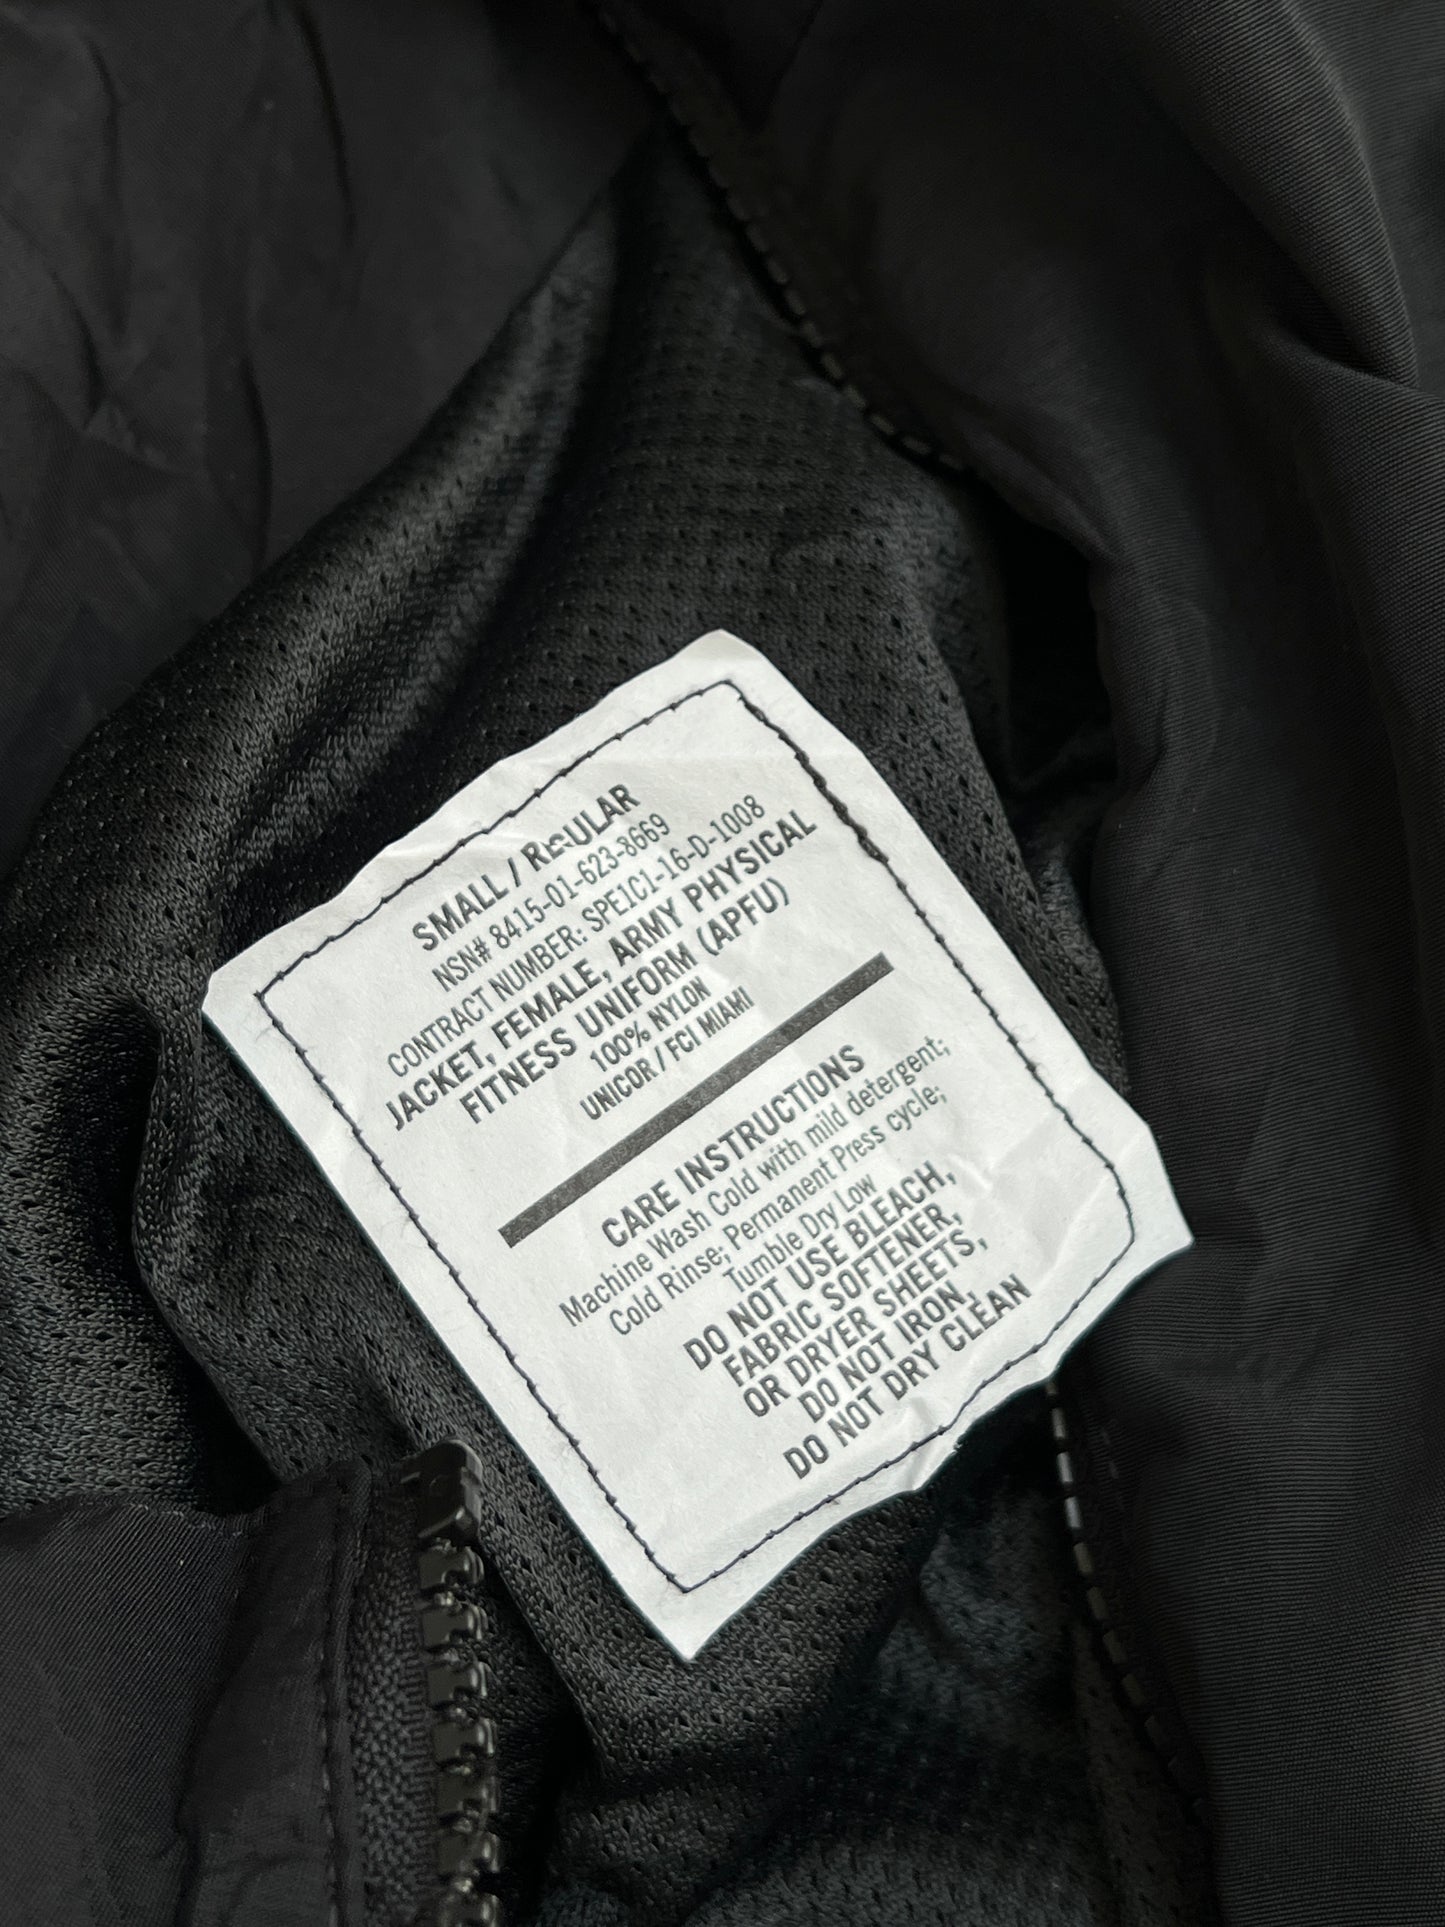 SMALL / REGULAR
NSN# 8415-01-623-8669
CONTRACT NUMBER: SPE1C1-16-D-1008
JACKET, FEMALE, ARMY PHYSICAL
FITNESS UNIFORM (APFU)
100% NYLON
UNICOR / FCI MIAMI
CARE INSTRUCTIONS
Machine Wash Cold with mild detergent;
Cold Rinse; Permanent Press cycle;
Tumble Dry Low
DO NOT USE BLEACH,
FABRIC SOFTENER,
OR DRYER SHEETS,
DO NOT IRON,
DO NOT DRY CLEAN